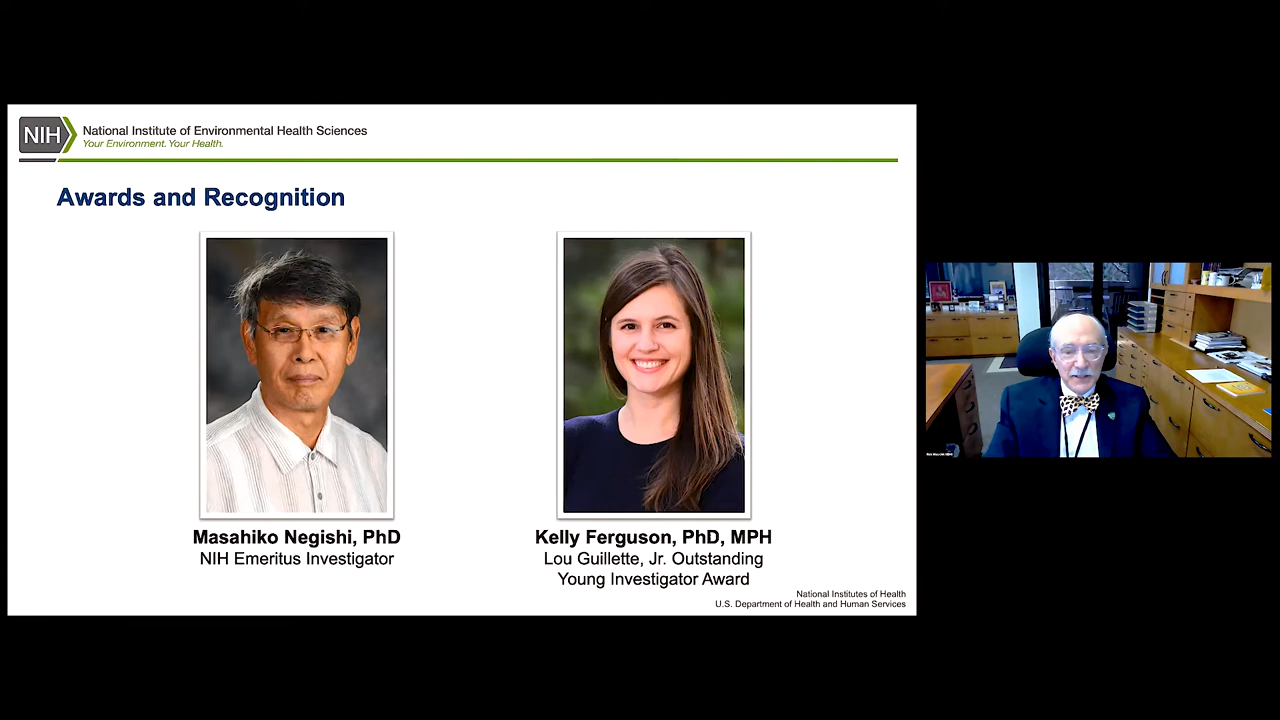 NIH
National Institute of Environmental Health Sciences
Your Environment. Your Health.
Awards and Recognition
Masahiko Negishi, PhD
NIH Emeritus Investigator
Kelly Ferguson, PhD, MPH
Lou Guillette, Jr. Outstanding
Young Investigator Award
National Institutes of Health
U.S. Department of Health and Human Services